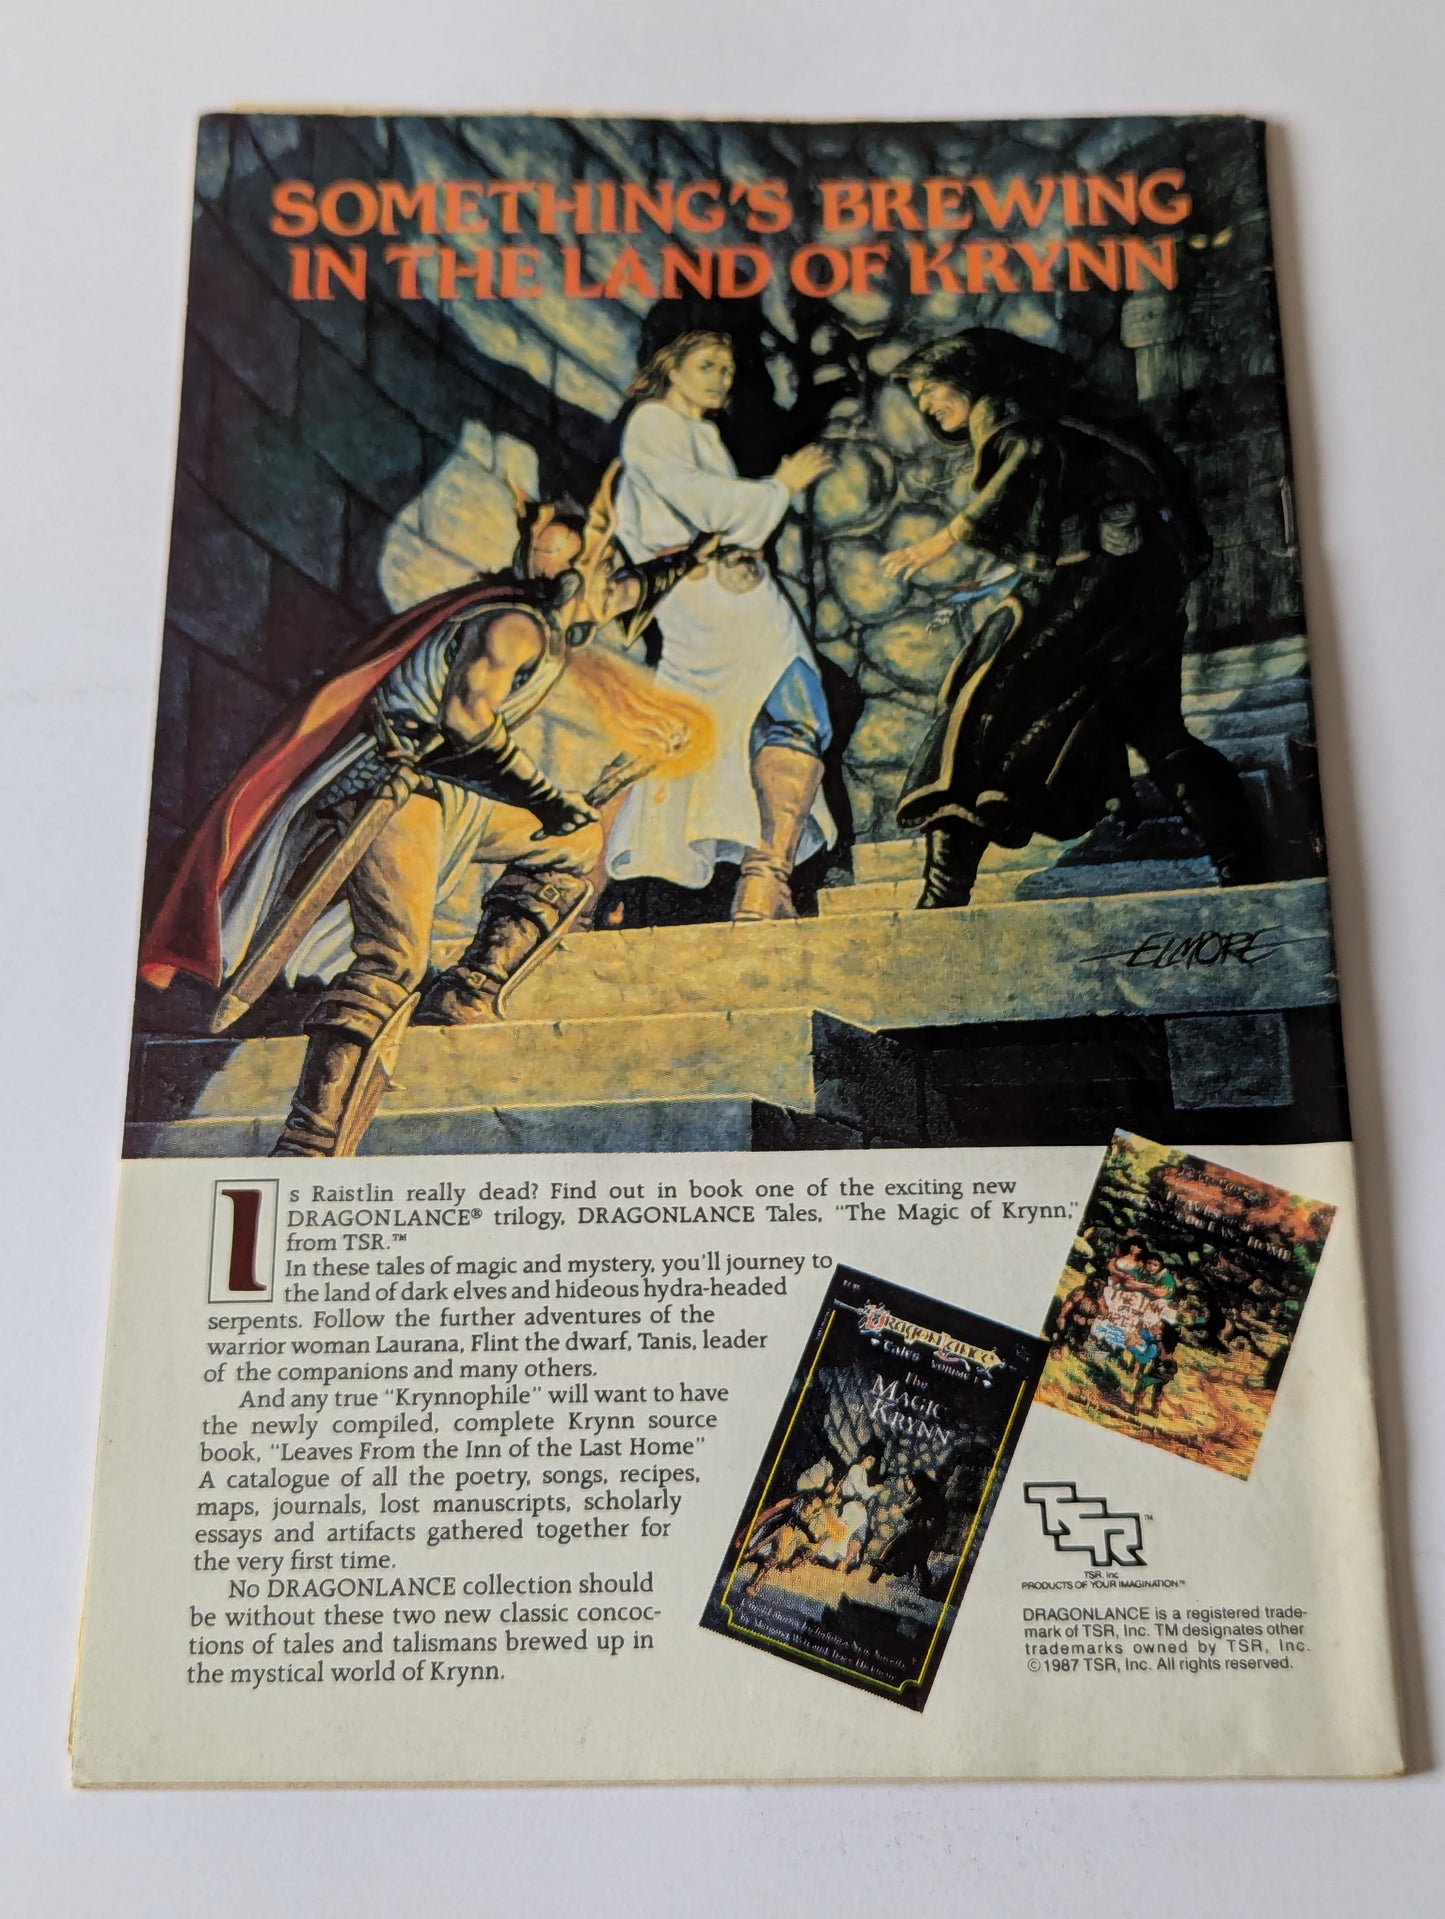 SOMETHING'S BREWING
IN THE LAND OF KRYNN
ELMORE
Is Raistlin really dead? Find out in book one of the exciting new
DRAGONLANCE® trilogy, DRAGONLANCE Tales, "The Magic of Krynn,"
from TSR.™
In these tales of magic and mystery, you'll journey to
the land of dark elves and hideous hydra-headed
serpents. Follow the further adventures of the
warrior woman Laurana, Flint the dwarf, Tanis, leader
of the companions and many others.
And any true "Krynnophile" will want to have
the newly compiled, complete Krynn source
book, "Leaves From the Inn of the Last Home"
A catalogue of all the poetry, songs, recipes,
maps, journals, lost manuscripts, scholarly
essays and artifacts gathered together for
the very first time.
No DRAGONLANCE collection should
be without these two new classic concoc-
tions of tales and talismans brewed up in
the mystical world of Krynn.
DRAGONLANCE
TALES VOLUME 1
The
MAGIC
KRYNN
TSR™
TSR, Inc
PRODUCTS OF YOUR IMAGINATION™
DRAGONLANCE is a registered trade-
mark of TSR, Inc. TM designates other
trademarks owned by TSR, Inc.
©1987 TSR, Inc. All rights reserved.